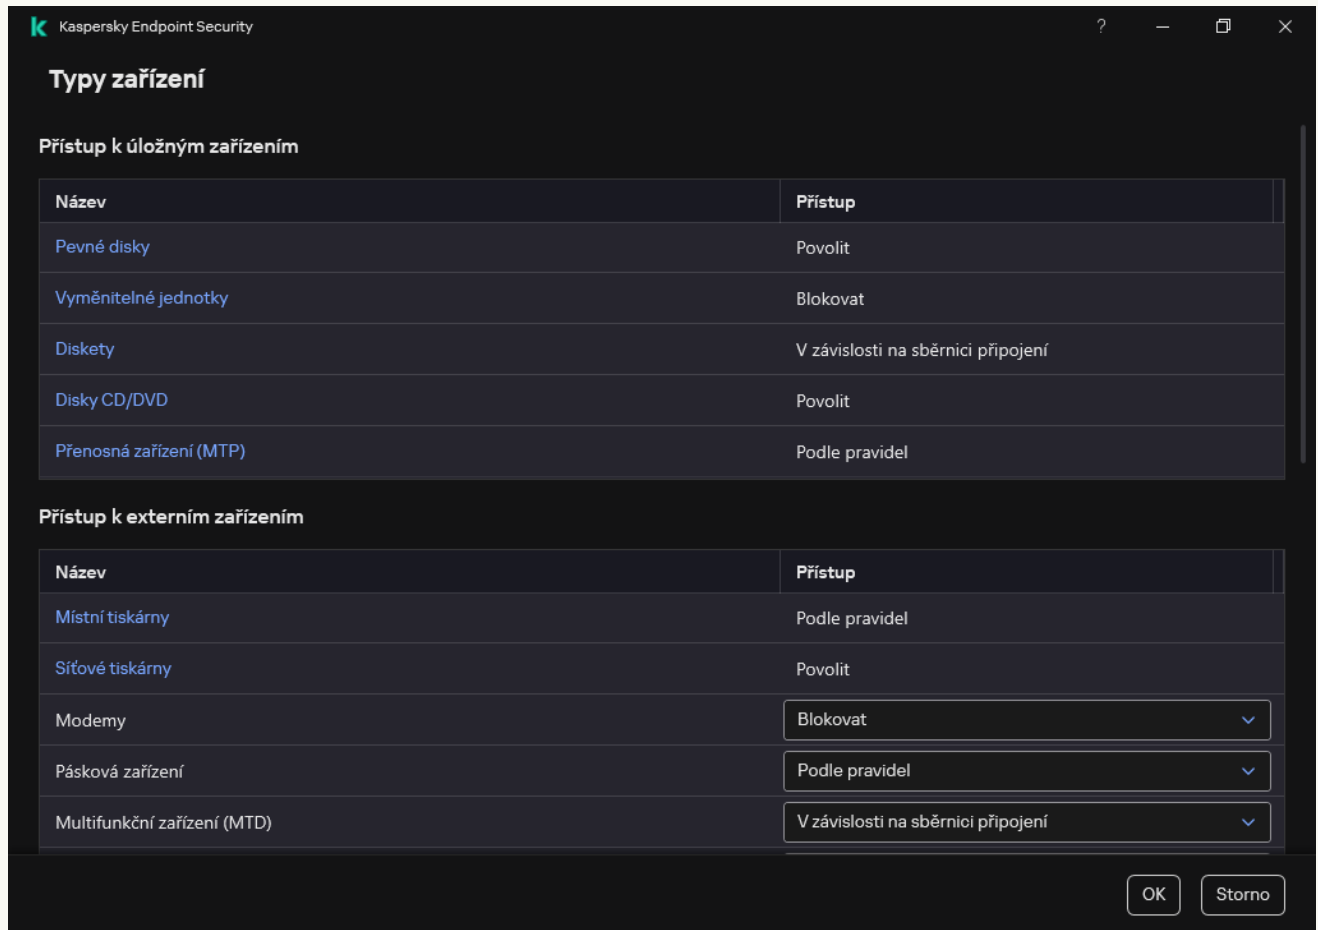 Kaspersky Endpoint Security
?
Typy zařízení
Přístup k úložným zařízením
Název Přístup
Pevné disky Povolit
Vyměnitelné jednotky Blokovat
Diskety V závislosti na sběrnici připojení
Disky CD/DVD Povolit
Přenosná zařízení (MTP) Podle pravidel
Přístup k externím zařízením
Název Přístup
Místní tiskárny Podle pravidel
Síťové tiskárny Povolit
Modemy Blokovat
Pásková zařízení Podle pravidel
Multifunkční zařízení (MTD) V závislosti na sběrnici připojení
OK Storno